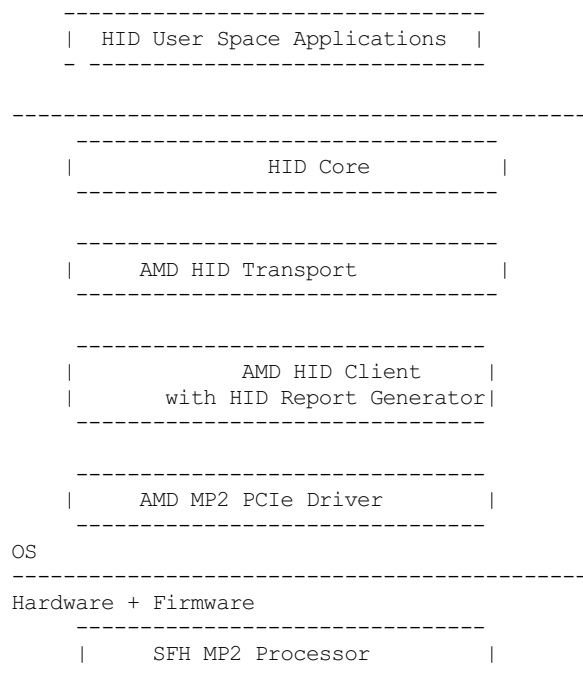 HID User Space Applications
HID Core
AMD HID Transport
AMD HID Client
with HID Report Generator
AMD MP2 PCIe Driver
OS
Hardware + Firmware
SFH MP2 Processor